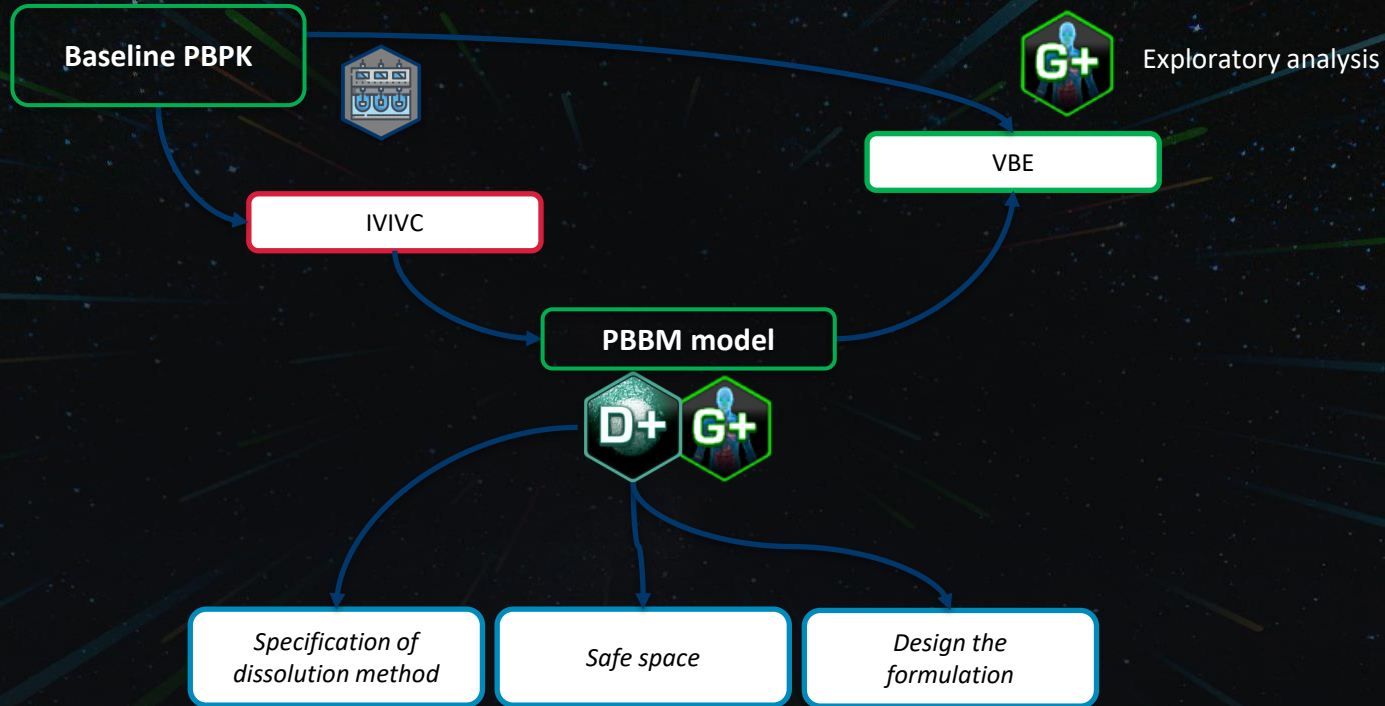 Baseline PBPK
G+
Exploratory analysis
VBE
IVIVC
PBBM model
D+
G+
Specification of
dissolution method
Safe space
Design the
formulation